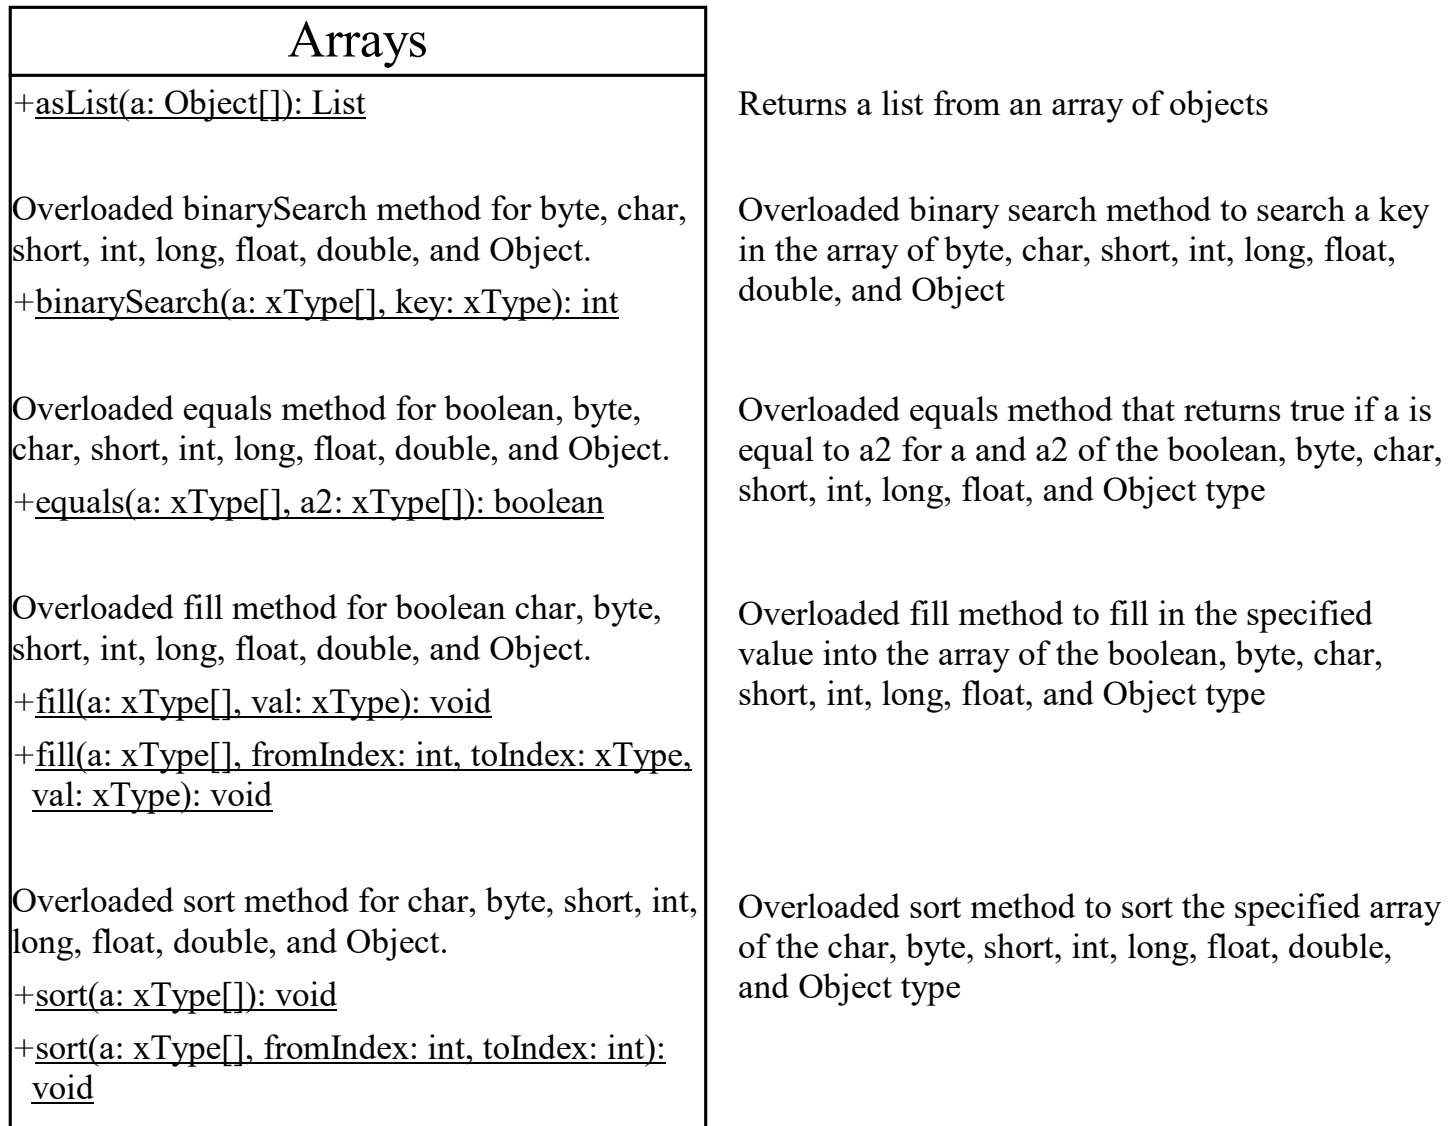 Arrays
+asList(a: Object[]): List
Returns a list from an array of objects
Overloaded binarySearch method for byte, char,
short, int, long, float, double, and Object.
+binarySearch(a: xType[], key: xType): int
Overloaded binary search method to search a key
in the array of byte, char, short, int, long, float,
double, and Object
Overloaded equals method for boolean, byte,
char, short, int, long, float, double, and Object.
+equals(a: xType[], a2: xType[]): boolean
Overloaded equals method that returns true if a is
equal to a2 for a and a2 of the boolean, byte, char,
short, int, long, float, and Object type
Overloaded fill method for boolean char, byte,
short, int, long, float, double, and Object.
+fill(a: xType[], val: xType): void
+fill(a: xType[], fromIndex: int, toIndex: xType,
val: xType): void
Overloaded fill method to fill in the specified
value into the array of the boolean, byte, char,
short, int, long, float, and Object type
Overloaded sort method for char, byte, short, int,
long, float, double, and Object.
+sort(a: xType[]): void
+sort(a: xType[], fromIndex: int, toIndex: int):
void
Overloaded sort method to sort the specified array
of the char, byte, short, int, long, float, double,
and Object type